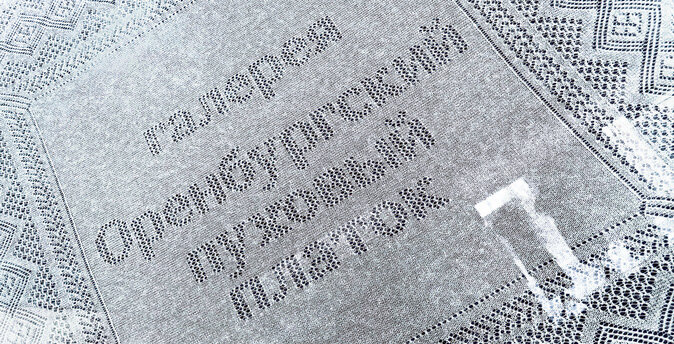 галерея
Оренбургский
пуховый
платок